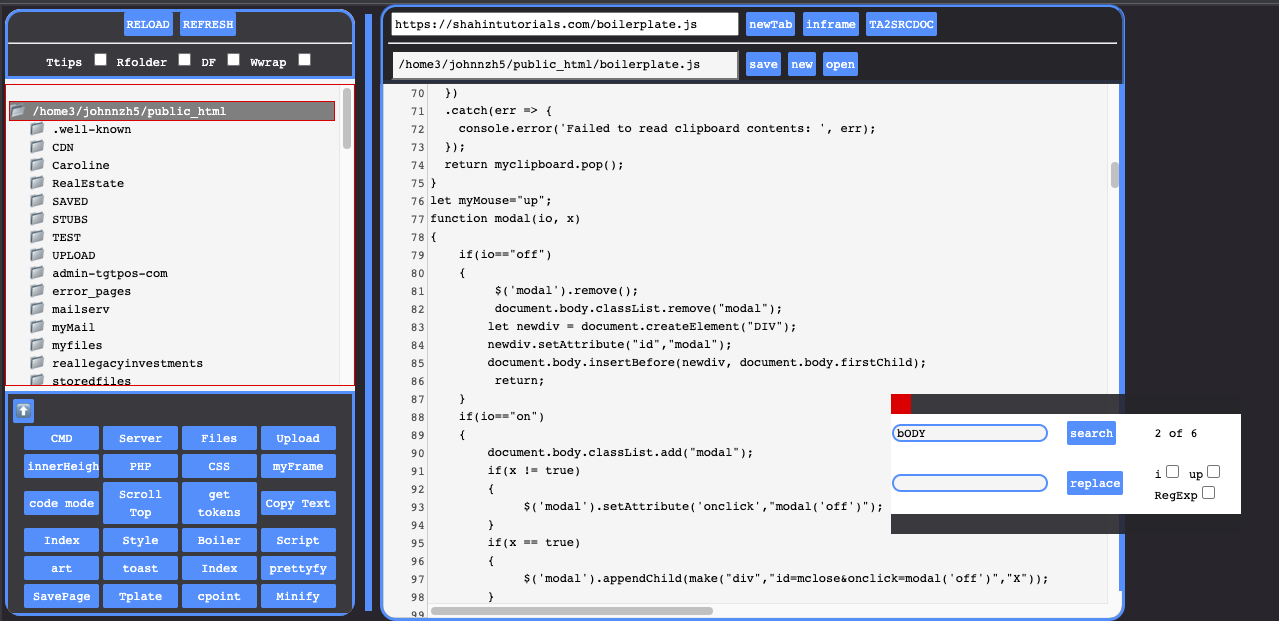 RELOAD REFRESH
Ttips Rfolder DF Wwrap
/home3/johnnzh5/public_html
.well-known
CDN
Caroline
RealEstate
SAVED
STUBS
TEST
UPLOAD
admin-tgtpos-com
error_pages
mailserv
myMail
myfiles
reallegacyinvestments
storedfiles
CMD Server Files Upload
innerHeigh PHP CSS myFrame
code mode Scroll Top get tokens Copy Text
Index Style Boiler Script
art toast Index prettyfy
SavePage Tplate cpoint Minify
https://shahintutorials.com/boilerplate.js newTab inframe TA2SRCDOC
/home3/johnnzh5/public_html/boilerplate.js save new open
70 })
71 .catch(err => {
72 console.error('Failed to read clipboard contents: ', err);
73 });
74 return myclipboard.pop();
75 }
76 let myMouse="up";
77 function modal(io, x)
78 {
79 if(io=="off")
80 {
81 $('modal').remove();
82 document.body.classList.remove("modal");
83 let newdiv = document.createElement("DIV");
84 newdiv.setAttribute("id","modal");
85 document.body.insertBefore(newdiv, document.body.firstChild);
86 return;
87 }
88 if(io=="on")
89 {
90 document.body.classList.add("modal");
91 if(x != true)
92 {
93 $('modal').setAttribute('onclick',"modal('off')");
94 }
95 if(x == true)
96 {
97 $('modal').appendChild(make("div","id=mclose&onclick=modal('off')","X"));
98 }
99
bODY search 2 of 6
replace i up
RegExp